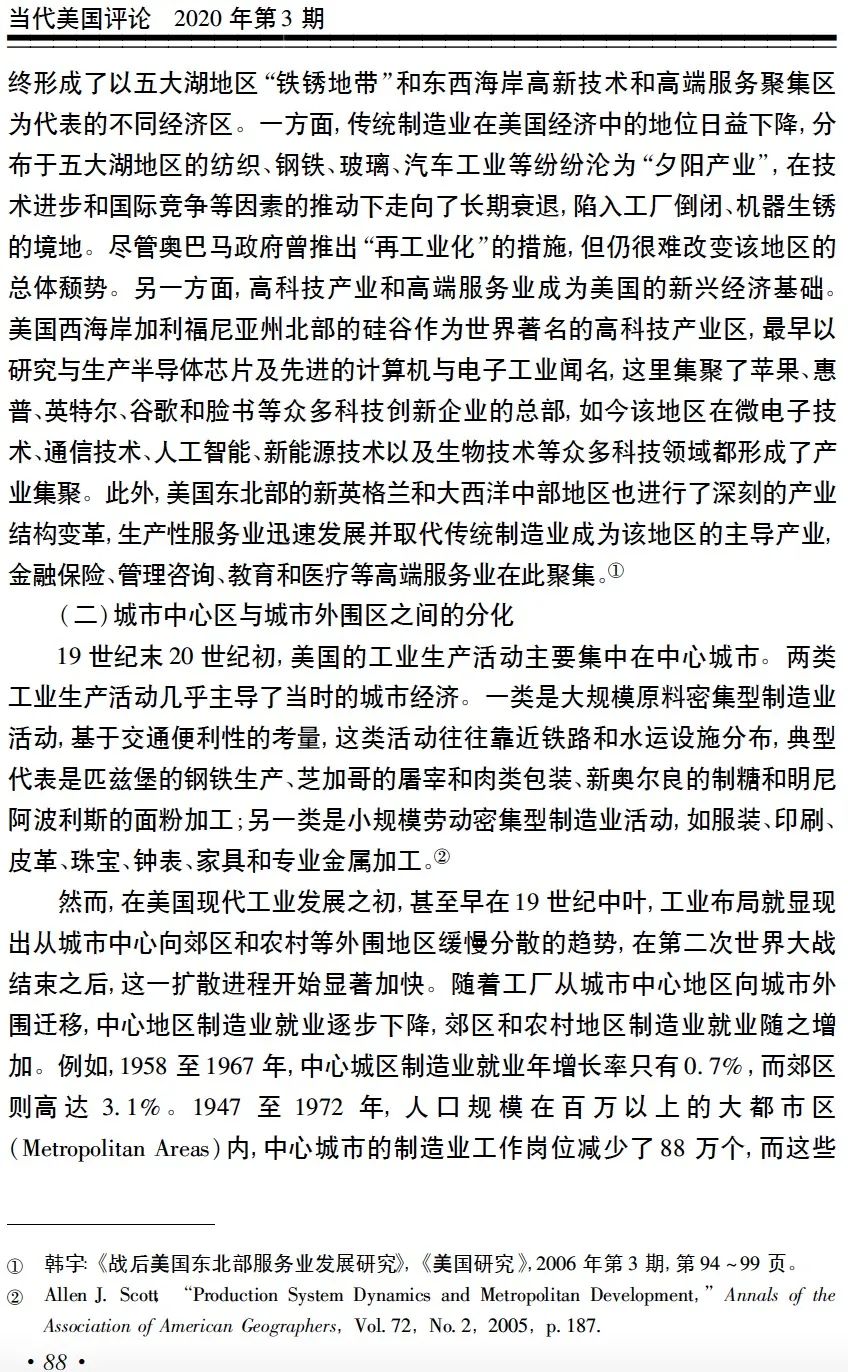 当代美国评论 2020 年第 3 期
终形成了以五大湖地区“铁锈地带”和东西海岸高新技术和高端服务聚集区
为代表的不同经济区。一方面,传统制造业在美国经济中的地位日益下降,分
布于五大湖地区的纺织、钢铁、玻璃、汽车工业等纷纷沦为“夕阳产业”,在技
术进步和国际竞争等因素的推动下走向了长期衰退,陷入工厂倒闭、机器生锈
的境地。尽管奥巴马政府曾推出“再工业化”的措施,但仍很难改变该地区的
总体颓势。另一方面,高科技产业和高端服务业成为美国的新兴经济基础。
美国西海岸加利福尼亚州北部的硅谷作为世界著名的高科技产业区,最早以
研究与生产半导体芯片及先进的计算机与电子工业闻名,这里集聚了苹果、惠
普、英特尔、谷歌和脸书等众多科技创新企业的总部,如今该地区在微电子技
术、通信技术、人工智能、新能源技术以及生物技术等众多科技领域都形成了产
业集聚。此外,美国东北部的新英格兰和大西洋中部地区也进行了深刻的产业
结构变革,生产性服务业迅速发展并取代传统制造业成为该地区的主导产业,
金融保险、管理咨询、教育和医疗等高端服务业在此聚集。①
(二)城市中心区与城市外围区之间的分化
19 世纪末 20 世纪初,美国的工业生产活动主要集中在中心城市。两类
工业生产活动几乎主导了当时的城市经济。一类是大规模原料密集型制造业
活动,基于交通便利性的考量,这类活动往往靠近铁路和水运设施分布,典型
代表是匹兹堡的钢铁生产、芝加哥的屠宰和肉类包装、新奥尔良的制糖和明尼
阿波利斯的面粉加工;另一类是小规模劳动密集型制造业活动,如服装、印刷、
皮革、珠宝、钟表、家具和专业金属加工。②
然而,在美国现代工业发展之初,甚至早在 19 世纪中叶,工业布局就显现
出从城市中心向郊区和农村等外围地区缓慢分散的趋势,在第二次世界大战
结束之后,这一扩散进程开始显著加快。随着工厂从城市中心地区向城市外
围迁移,中心地区制造业就业逐步下降,郊区和农村地区制造业就业随之增
加。例如,1958 至 1967 年,中心城区制造业就业年增长率只有 0. 7%,而郊区
则高达 3. 1%。1947 至 1972 年,人口规模在百万以上的大都市区
(Metropolitan Areas)内,中心城市的制造业工作岗位减少了 88 万个,而这些
① 韩宇:《战后美国东北部服务业发展研究》,《美国研究》,2006 年第 3 期,第 94 ~ 99 页。
② Allen J. Scott, “Production System Dynamics and Metropolitan Development,” Annals of the
Association of American Geographers, Vol. 72, No. 2, 2005, p. 187.
· 88 ·